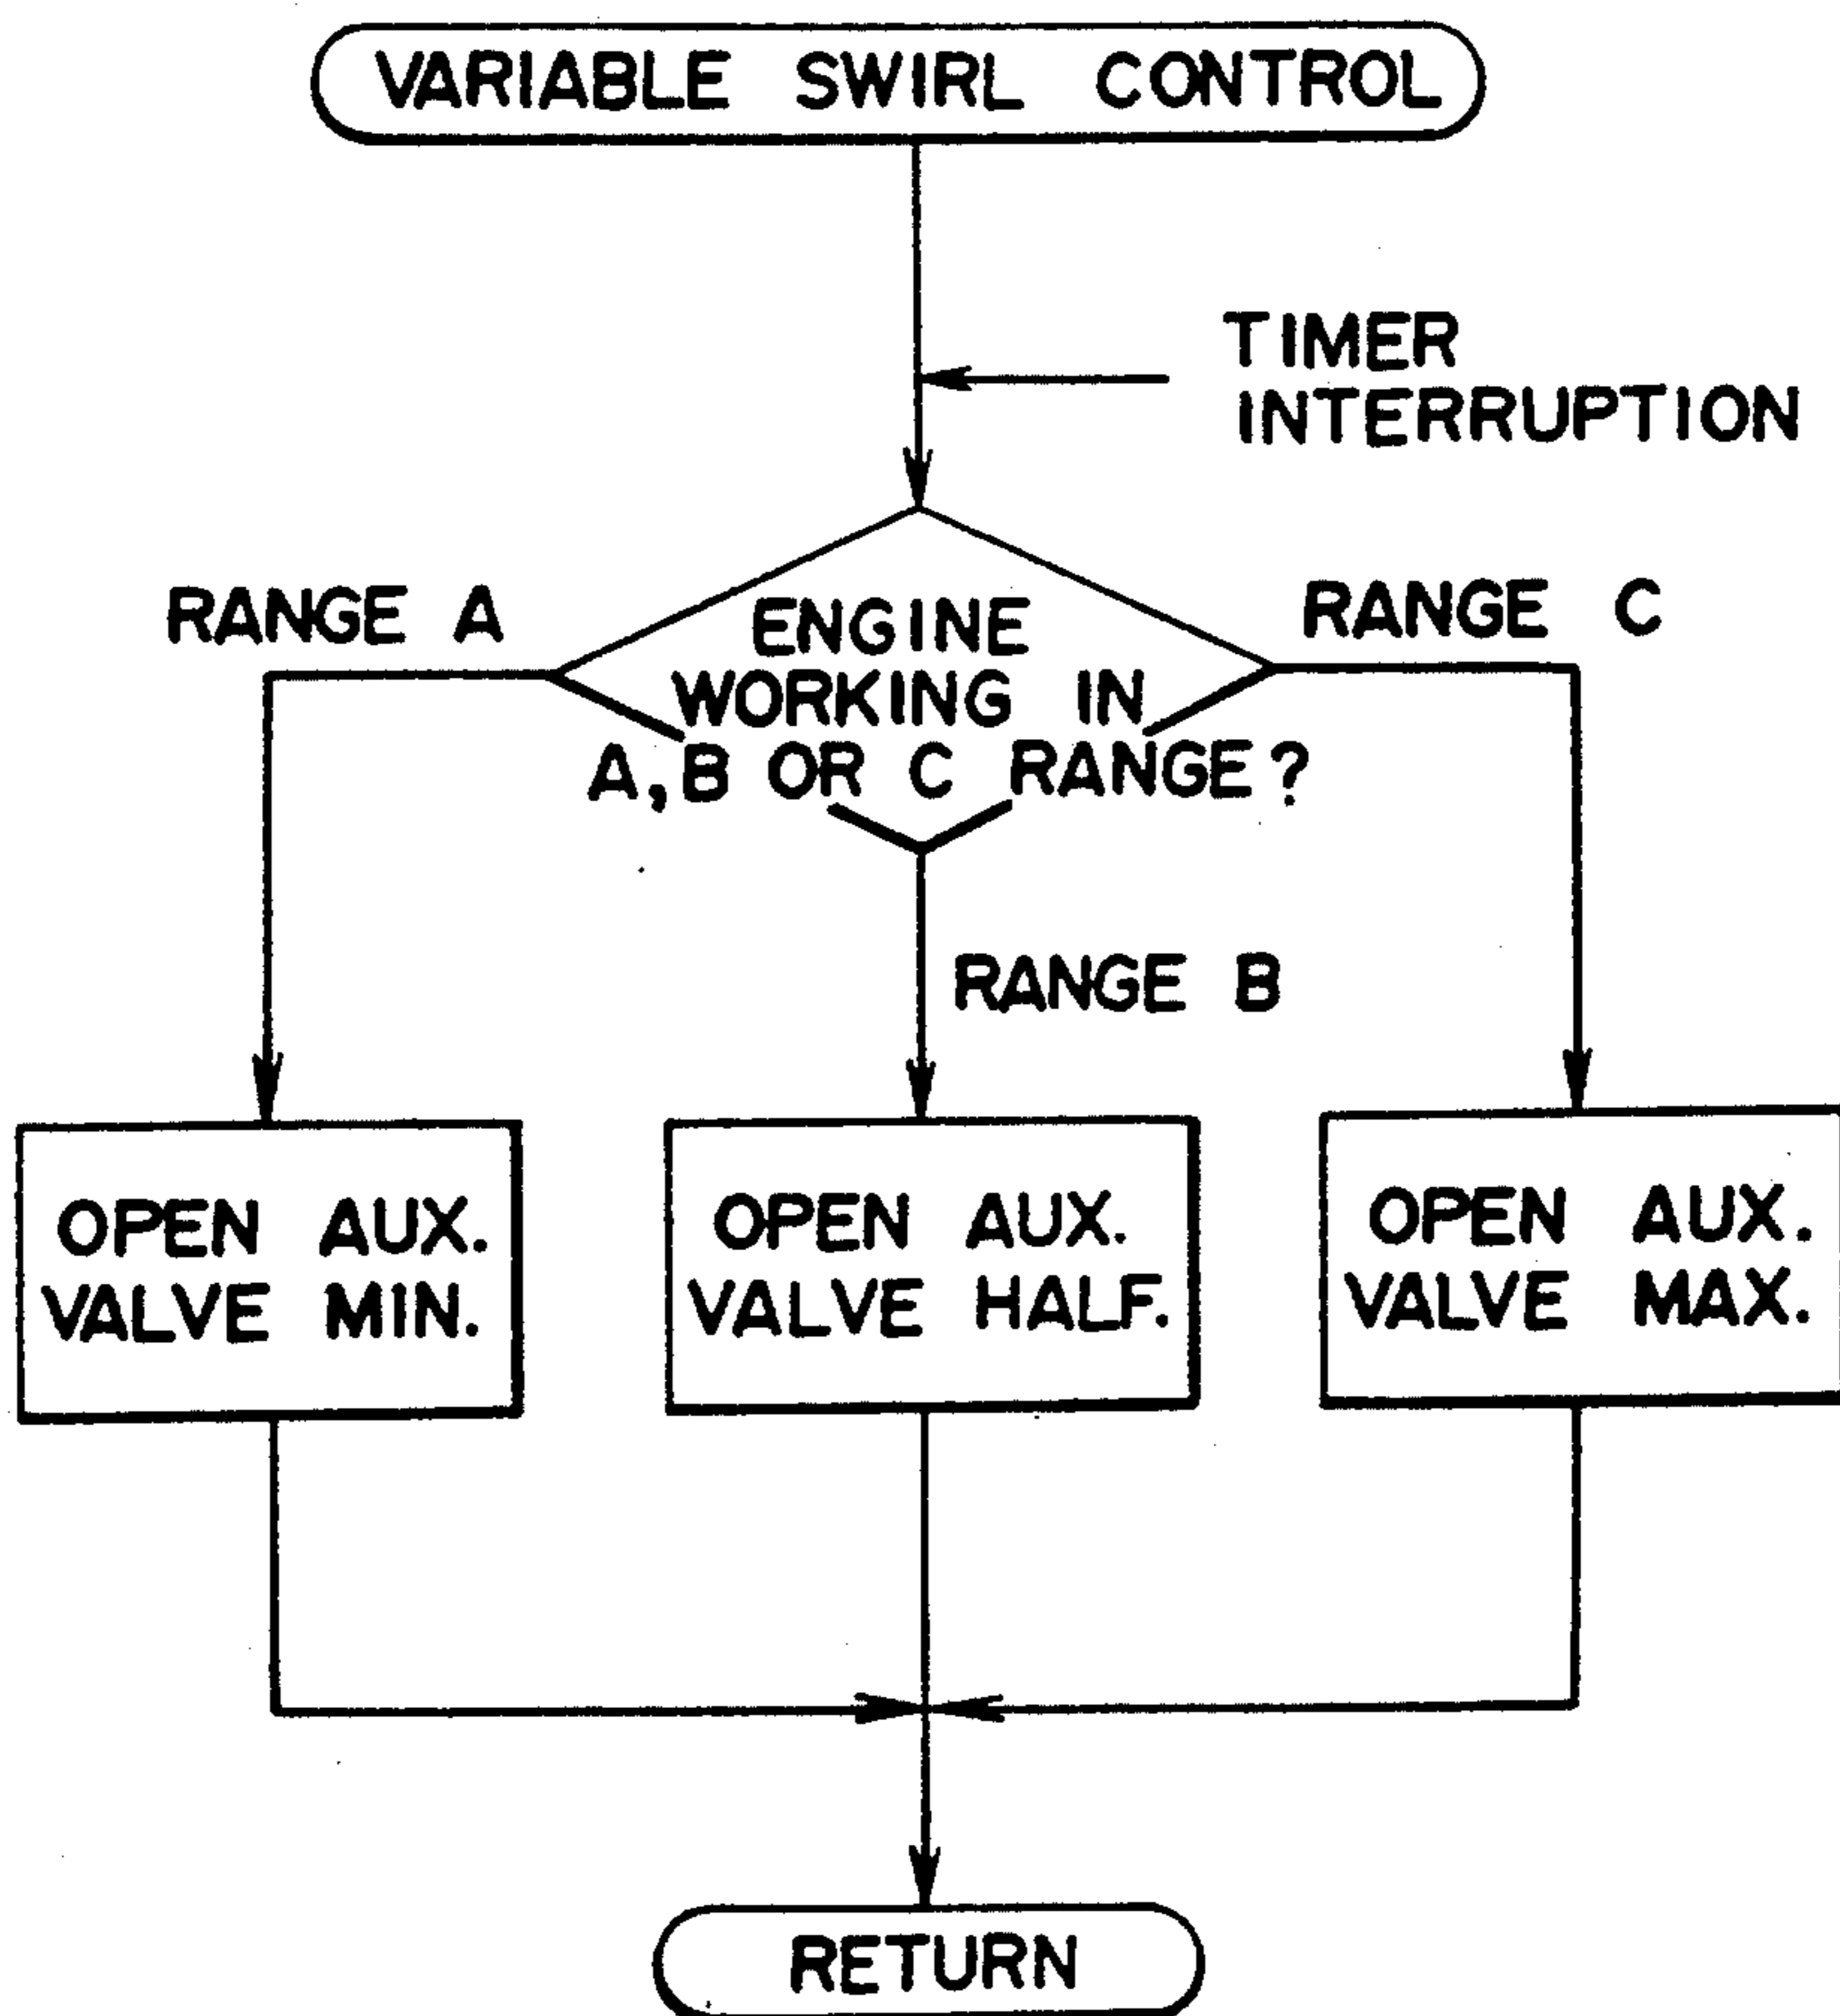 VARIABLE SWIRL CONTROL
TIMER
INTERRUPTION
RANGE A
ENGINE
WORKING IN
A, B OR C RANGE?
RANGE C
RANGE B
OPEN AUX.
VALVE MIN.
OPEN AUX.
VALVE HALF.
OPEN AUX.
VALVE MAX.
RETURN